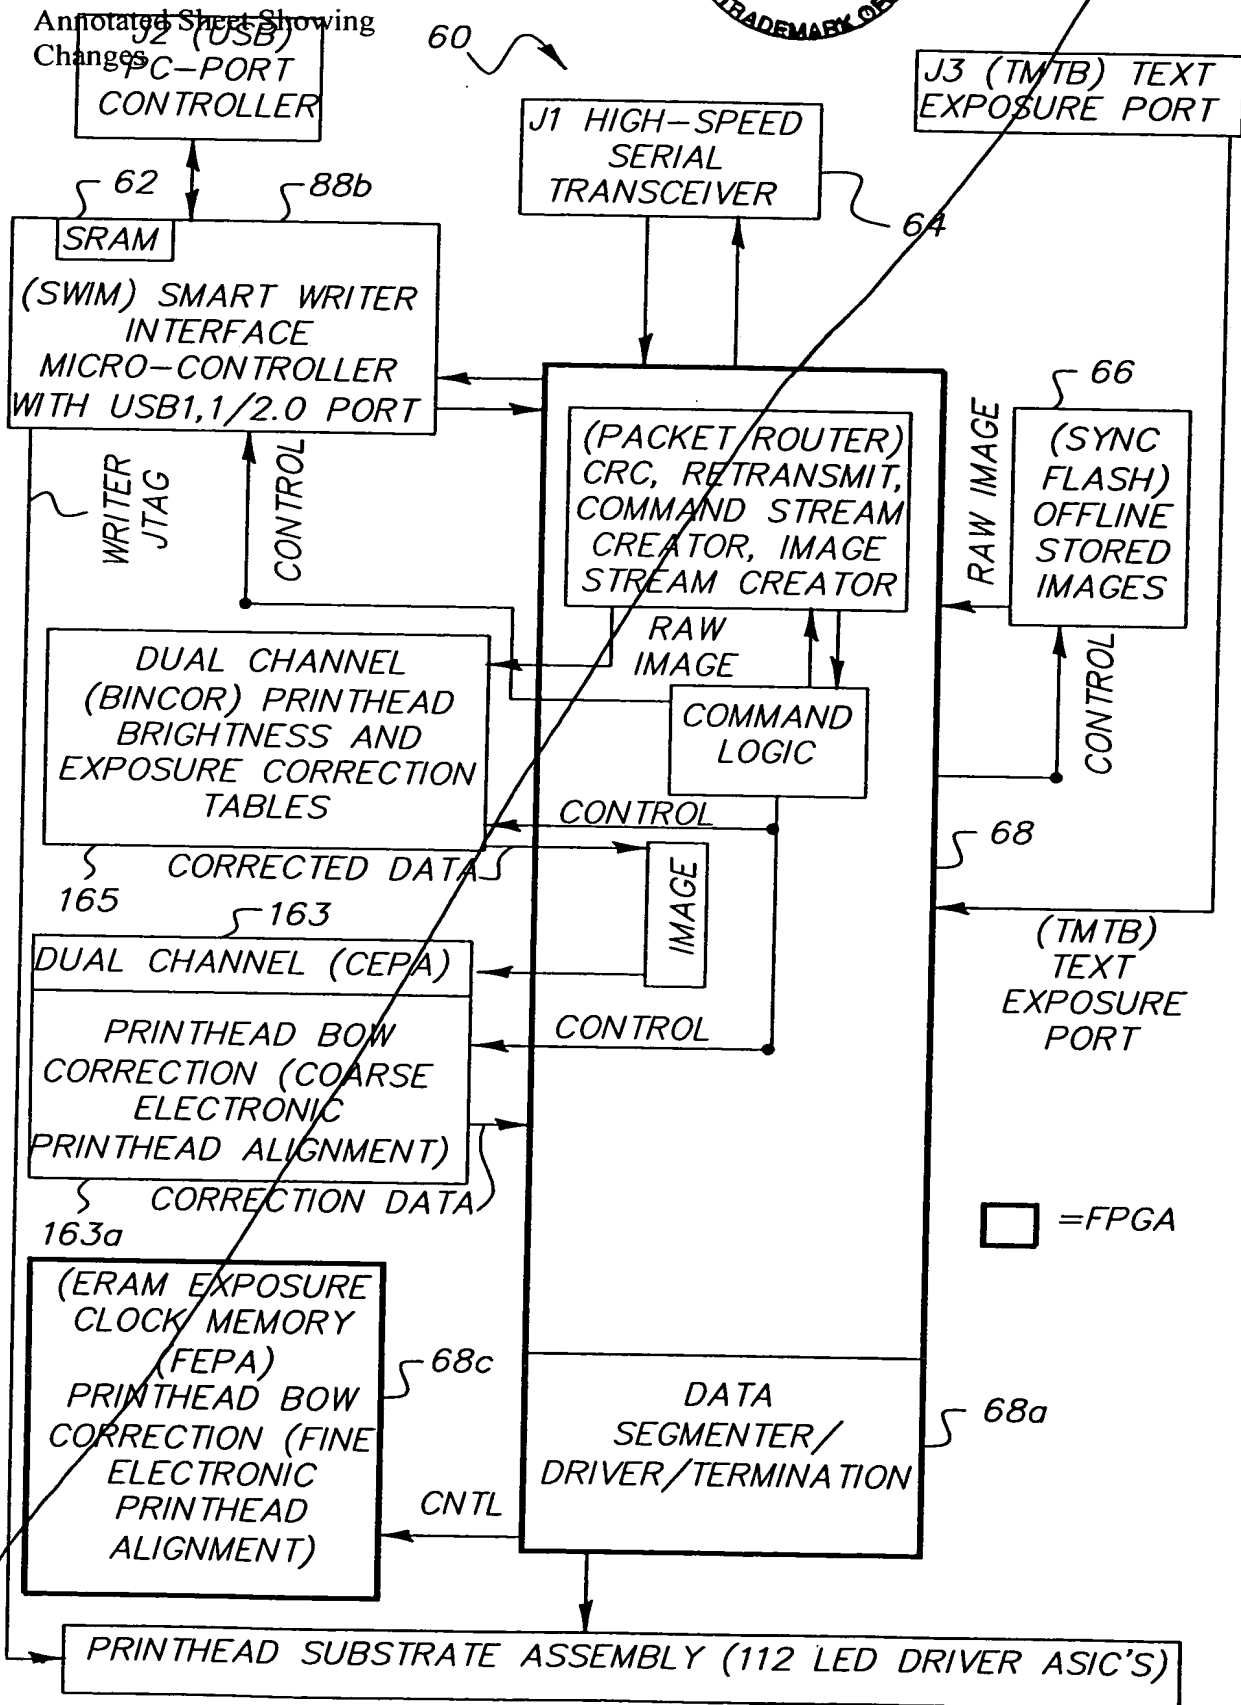 Annotated Sheet Showing
Changes
TRADEMARK OF
J2 (USB)
PC-PORT
CONTROLLER
60
J1 HIGH-SPEED
SERIAL
TRANSCEIVER
64
J3 (TMTB) TEXT
EXPOSURE PORT
62
88b
SRAM
(SWIM) SMART WRITER
INTERFACE
MICRO-CONTROLLER
WITH USB1,1/2.0 PORT
WRITER
JTAG
CONTROL
(PACKET ROUTER)
CRC, RETRANSMIT,
COMMAND STREAM
CREATOR, IMAGE
STREAM CREATOR
RAW IMAGE
66
(SYNC
FLASH)
OFFLINE
STORED
IMAGES
CONTROL
RAW
IMAGE
COMMAND
LOGIC
DUAL CHANNEL
(BINCOR) PRINTHEAD
BRIGHTNESS AND
EXPOSURE CORRECTION
TABLES
CONTROL
CORRECTED DATA
165
IMAGE
68
(TMTB)
TEXT
EXPOSURE
PORT
163
DUAL CHANNEL (CEPA)
PRINTHEAD BOW
CORRECTION (COARSE
ELECTRONIC
PRINTHEAD ALIGNMENT)
CONTROL
CORRECTION DATA
163a
=FPGA
(ERAM EXPOSURE
CLOCK MEMORY
(FEPA)
PRINTHEAD BOW
CORRECTION (FINE
ELECTRONIC
PRINTHEAD
ALIGNMENT)
68c
CNTL
DATA
SEGMENTER/
DRIVER/TERMINATION
68a
PRINTHEAD SUBSTRATE ASSEMBLY (112 LED DRIVER ASIC'S)